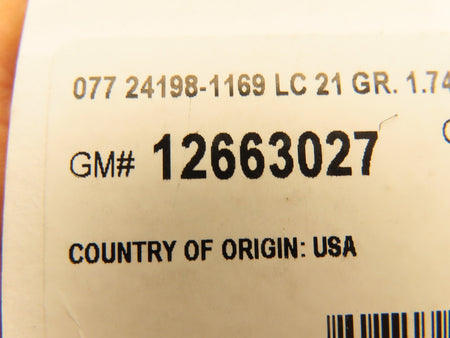 077 24198-1169 LC 21 GR. 1.74
GM# 12663027
COUNTRY OF ORIGIN: USA